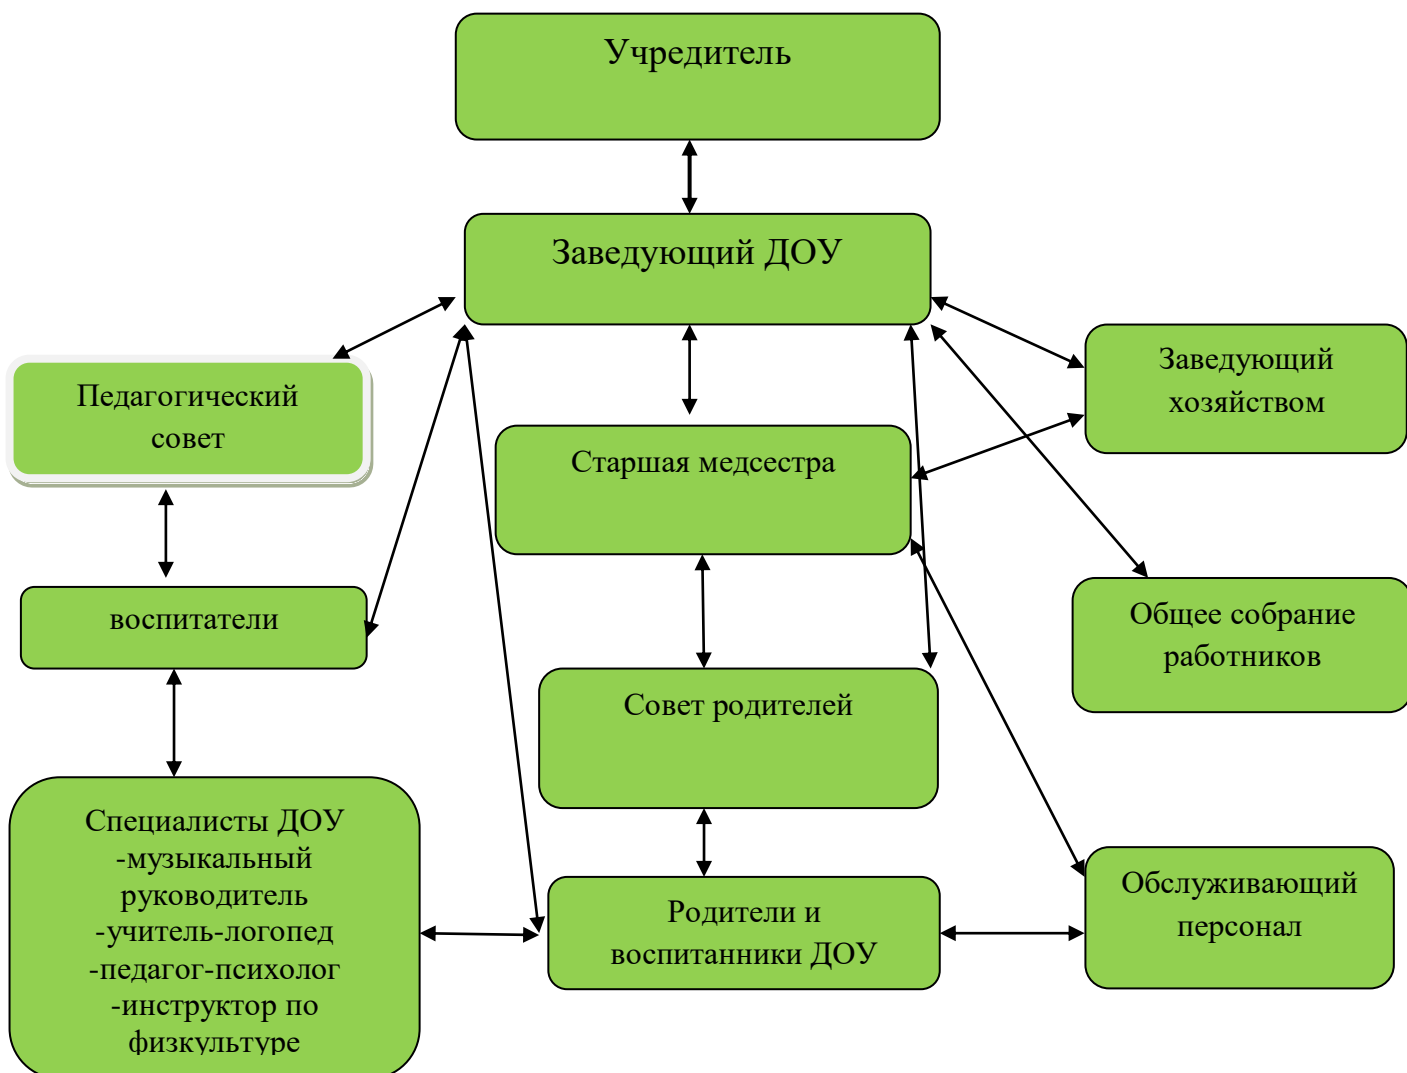 Учредитель
Заведующий ДОУ
Заведующий
хозяйством
Педагогический
совет
Старшая медсестра
воспитатели
Общее собрание
работников
Совет родителей
Специалисты ДОУ
-музыкальный
руководитель
-учитель-логопед
-педагог-психолог
-инструктор по
физкультуре
Родители и
воспитанники ДОУ
Обслуживающий
персонал